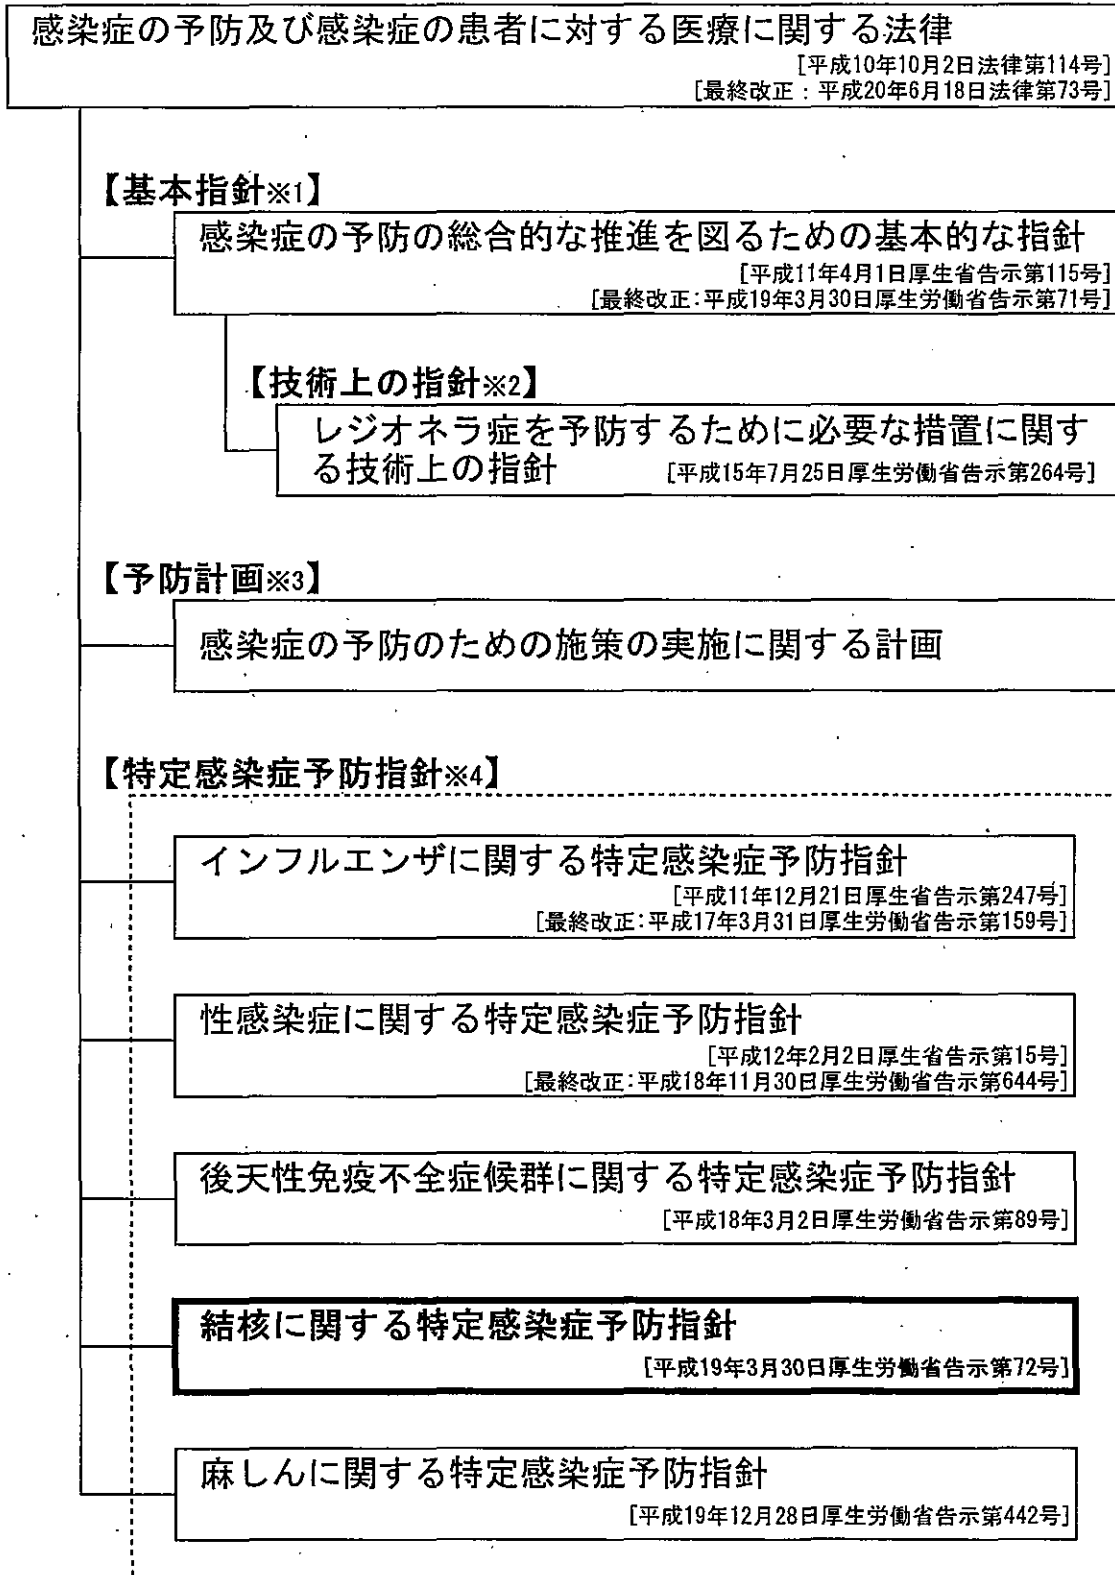 感染症の予防及び感染症の患者に対する医療に関する法律
[平成10年10月2日法律第114号]
[最終改正：平成20年6月18日法律第73号]
【基本指針※1】
感染症の予防の総合的な推進を図るための基本的な指針
[平成11年4月1日厚生省告示第115号]
[最終改正:平成19年3月30日厚生労働省告示第71号]
【技術上の指針※2】
レジオネラ症を予防するために必要な措置に関す
る技術上の指針 [平成15年7月25日厚生労働省告示第264号]
【予防計画※3】
感染症の予防のための施策の実施に関する計画
【特定感染症予防指針※4】
インフルエンザに関する特定感染症予防指針
[平成11年12月21日厚生省告示第247号]
[最終改正:平成17年3月31日厚生労働省告示第159号]
性感染症に関する特定感染症予防指針
[平成12年2月2日厚生省告示第15号]
[最終改正:平成18年11月30日厚生労働省告示第644号]
後天性免疫不全症候群に関する特定感染症予防指針
[平成18年3月2日厚生労働省告示第89号]
結核に関する特定感染症予防指針
[平成19年3月30日厚生労働省告示第72号]
麻しんに関する特定感染症予防指針
[平成19年12月28日厚生労働省告示第442号]